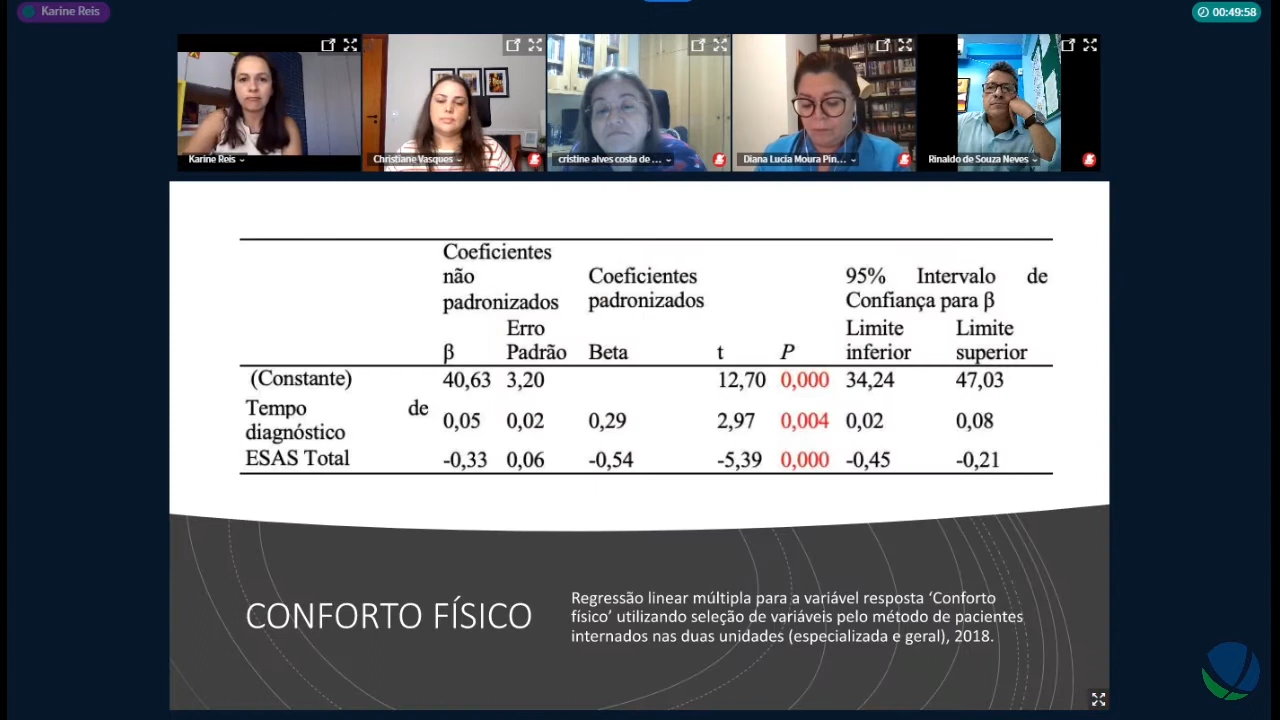 Karine Reis
00:49:58
Karine Reis
Christiane Vasques
cristine alves costa de ...
Diana Lucia Moura Pin...
Rinaldo de Souza Neves
Coeficientes
não
padronizados
Coeficientes
padronizados
95% Intervalo de
Confiança para β
β
Erro
Padrão
Beta
t
P
Limite
inferior
Limite
superior
(Constante) 40,63 3,20 12,70 0,000 34,24 47,03
Tempo de
diagnóstico 0,05 0,02 0,29 2,97 0,004 0,02 0,08
ESAS Total -0,33 0,06 -0,54 -5,39 0,000 -0,45 -0,21
CONFORTO FÍSICO
Regressão linear múltipla para a variável resposta ‘Conforto
físico’ utilizando seleção de variáveis pelo método de pacientes
internados nas duas unidades (especializada e geral), 2018.